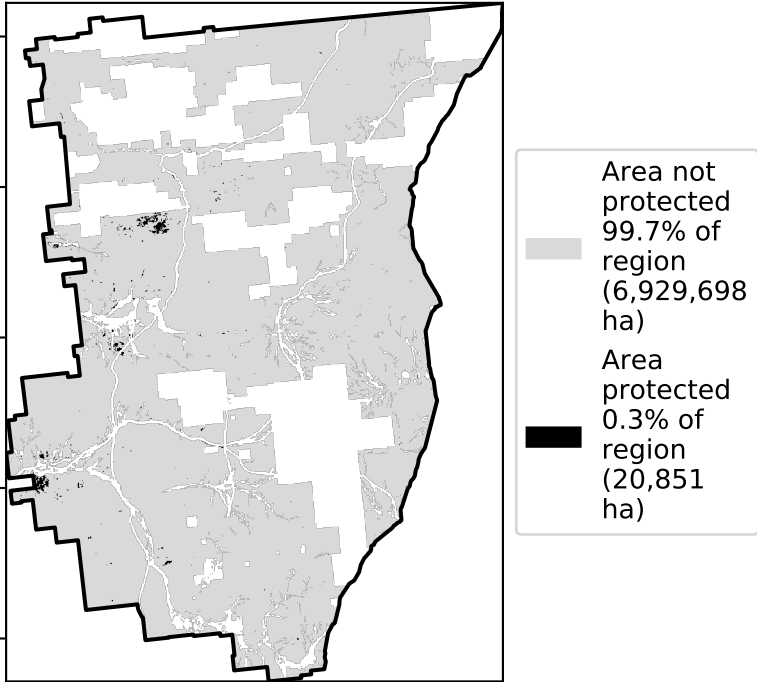 Area not
protected
99.7% of
region
(6,929,698
ha)
Area
protected
0.3% of
region
(20,851
ha)